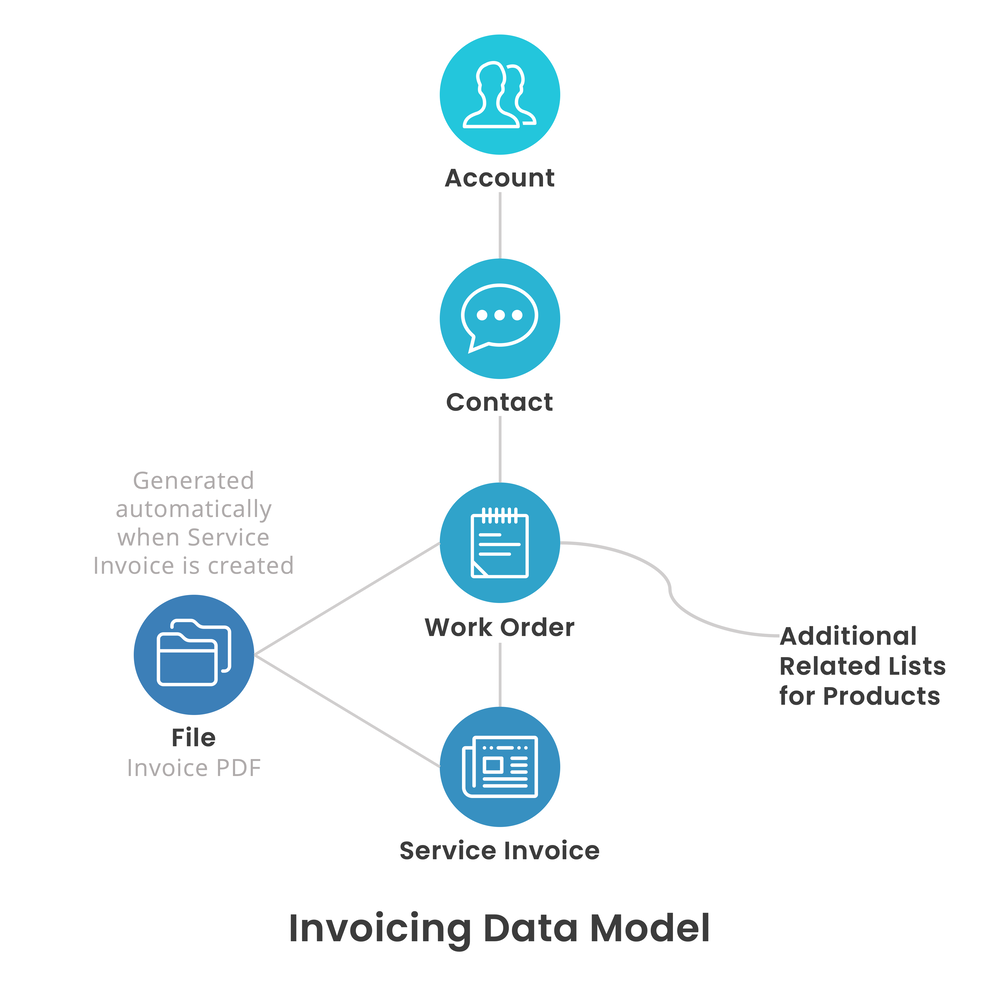 Account
Contact
Generated
automatically
when Service
Invoice is created
Work Order
Additional
Related Lists
for Products
File
Invoice PDF
Service Invoice
Invoicing Data Model